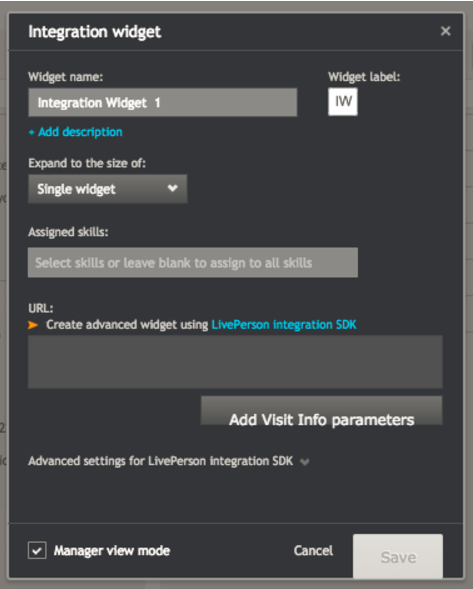 Integration widget ×
Widget name: Widget label:
Integration Widget 1 IW
+ Add description
Expand to the size of:
Single widget
Assigned skills:
Select skills or leave blank to assign to all skills
URL:
Create advanced widget using LivePerson integration SDK
Add Visit Info parameters
Advanced settings for LivePerson integration SDK
Manager view mode Cancel Save